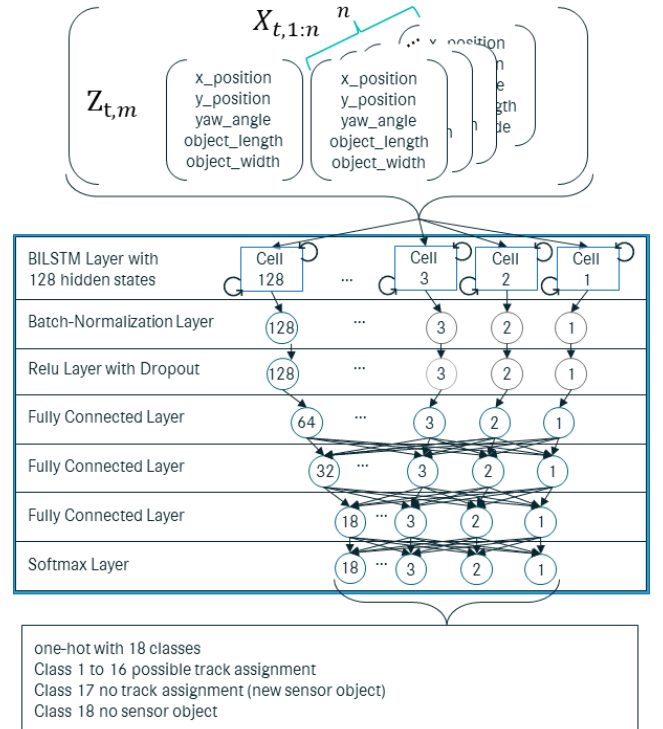 X t,1:n n
Z t,m
x_position
y_position
yaw_angle
object_length
object_width
x_position
y_position
yaw_angle
object_length
object_width
... x_position
n
n
n
e
gth
de
BILSTM Layer with
128 hidden states
Cell
128
...
Cell
3
Cell
2
Cell
1
Batch-Normalization Layer
128 ... 3 2 1
Relu Layer with Dropout
128 ... 3 2 1
Fully Connected Layer
64 ... 3 2 1
Fully Connected Layer
32 ... 3 2 1
Fully Connected Layer
18 ... 3 2 1
Softmax Layer
18 ... 3 2 1
one-hot with 18 classes
Class 1 to 16 possible track assignment
Class 17 no track assignment (new sensor object)
Class 18 no sensor object